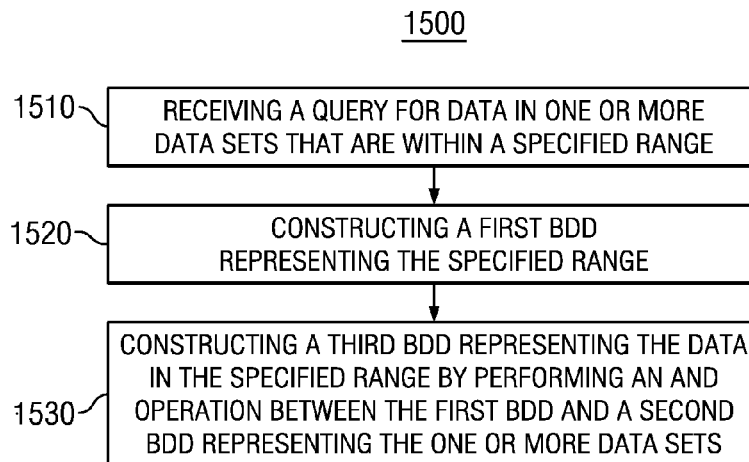 1500
1510
RECEIVING A QUERY FOR DATA IN ONE OR MORE
DATA SETS THAT ARE WITHIN A SPECIFIED RANGE
1520
CONSTRUCTING A FIRST BDD
REPRESENTING THE SPECIFIED RANGE
1530
CONSTRUCTING A THIRD BDD REPRESENTING THE DATA
IN THE SPECIFIED RANGE BY PERFORMING AN AND
OPERATION BETWEEN THE FIRST BDD AND A SECOND
BDD REPRESENTING THE ONE OR MORE DATA SETS